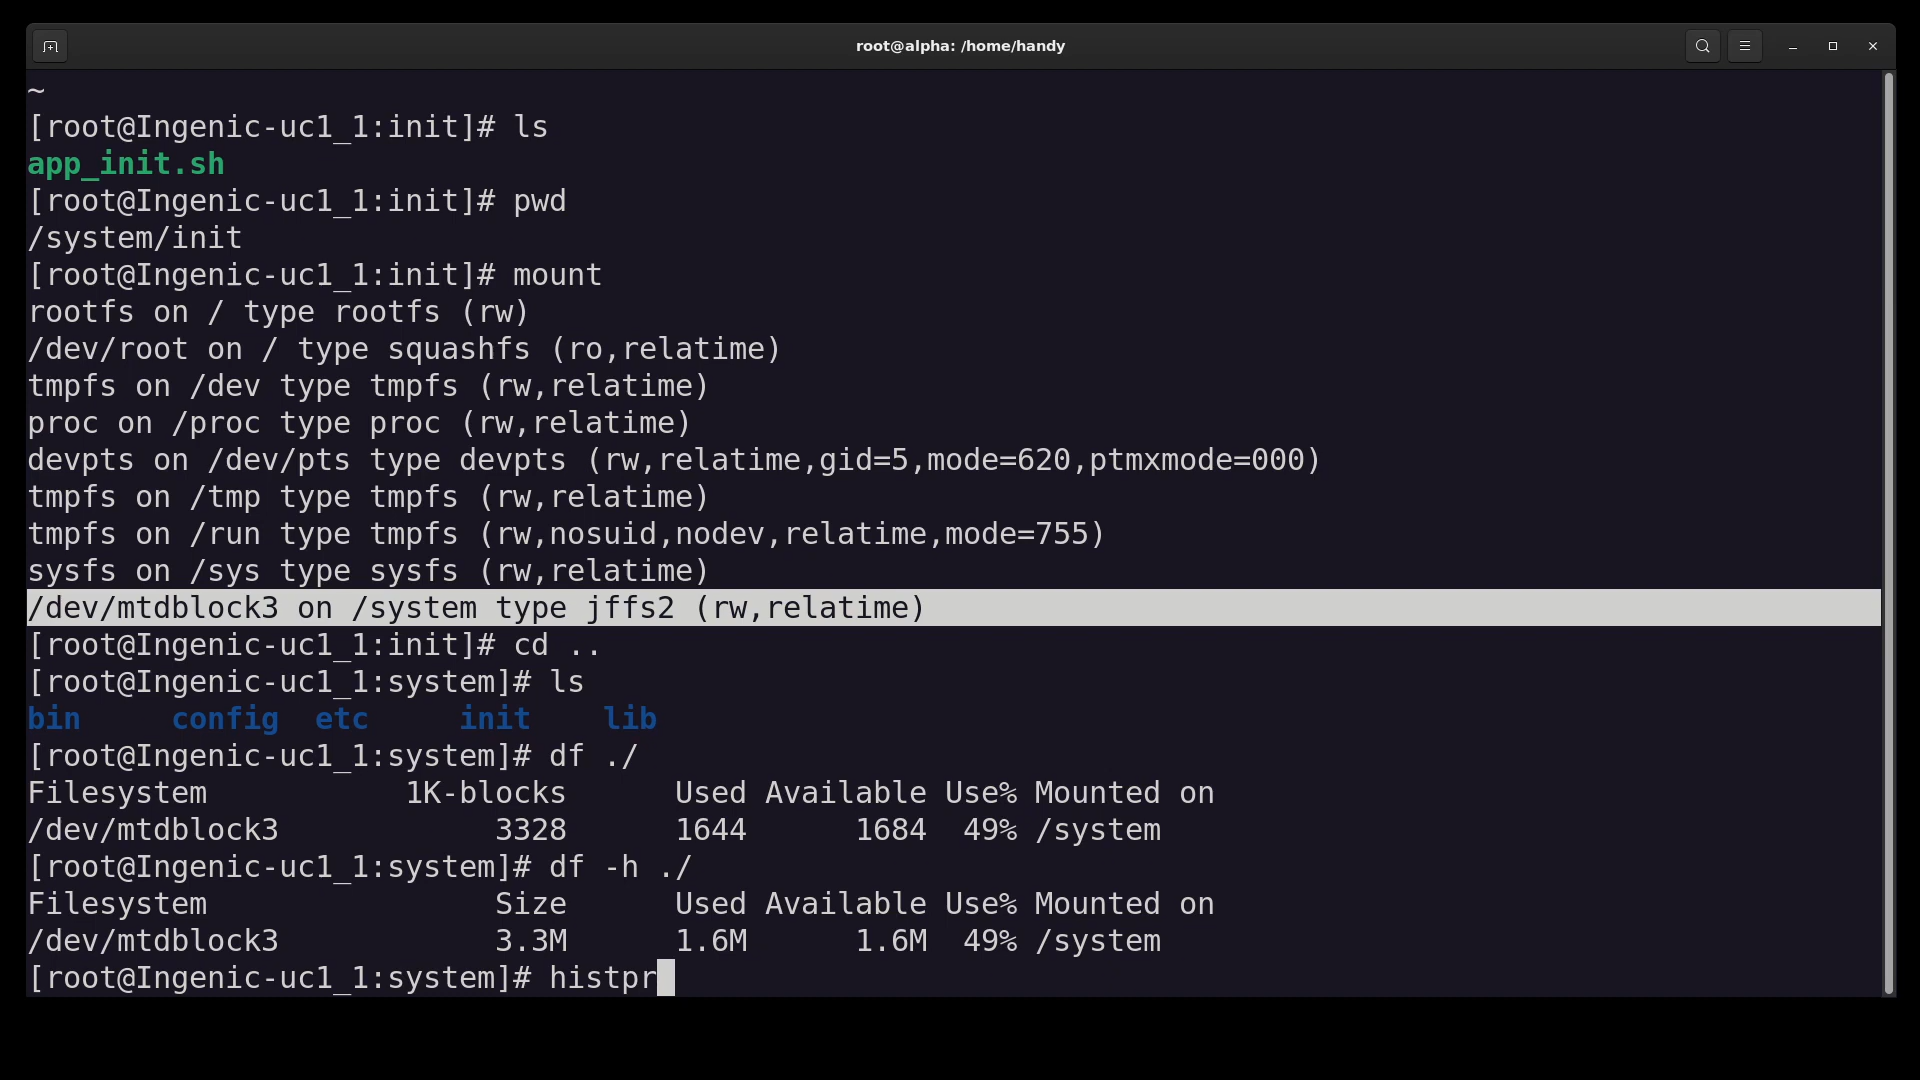 root@alpha: /home/handy
~
[root@Ingenic-uc1_1:init]# ls
app_init.sh
[root@Ingenic-uc1_1:init]# pwd
/system/init
[root@Ingenic-uc1_1:init]# mount
rootfs on / type rootfs (rw)
/dev/root on / type squashfs (ro,relatime)
tmpfs on /dev type tmpfs (rw,relatime)
proc on /proc type proc (rw,relatime)
devpts on /dev/pts type devpts (rw,relatime,gid=5,mode=620,ptmxmode=000)
tmpfs on /tmp type tmpfs (rw,relatime)
tmpfs on /run type tmpfs (rw,nosuid,nodev,relatime,mode=755)
sysfs on /sys type sysfs (rw,relatime)
/dev/mtdblock3 on /system type jffs2 (rw,relatime)
[root@Ingenic-uc1_1:init]# cd ..
[root@Ingenic-uc1_1:system]# ls
bin     config  etc     init    lib
[root@Ingenic-uc1_1:system]# df ./
Filesystem           1K-blocks      Used Available Use% Mounted on
/dev/mtdblock3            3328      1644      1684  49% /system
[root@Ingenic-uc1_1:system]# df -h ./
Filesystem                Size      Used Available Use% Mounted on
/dev/mtdblock3            3.3M      1.6M      1.6M  49% /system
[root@Ingenic-uc1_1:system]# histpr